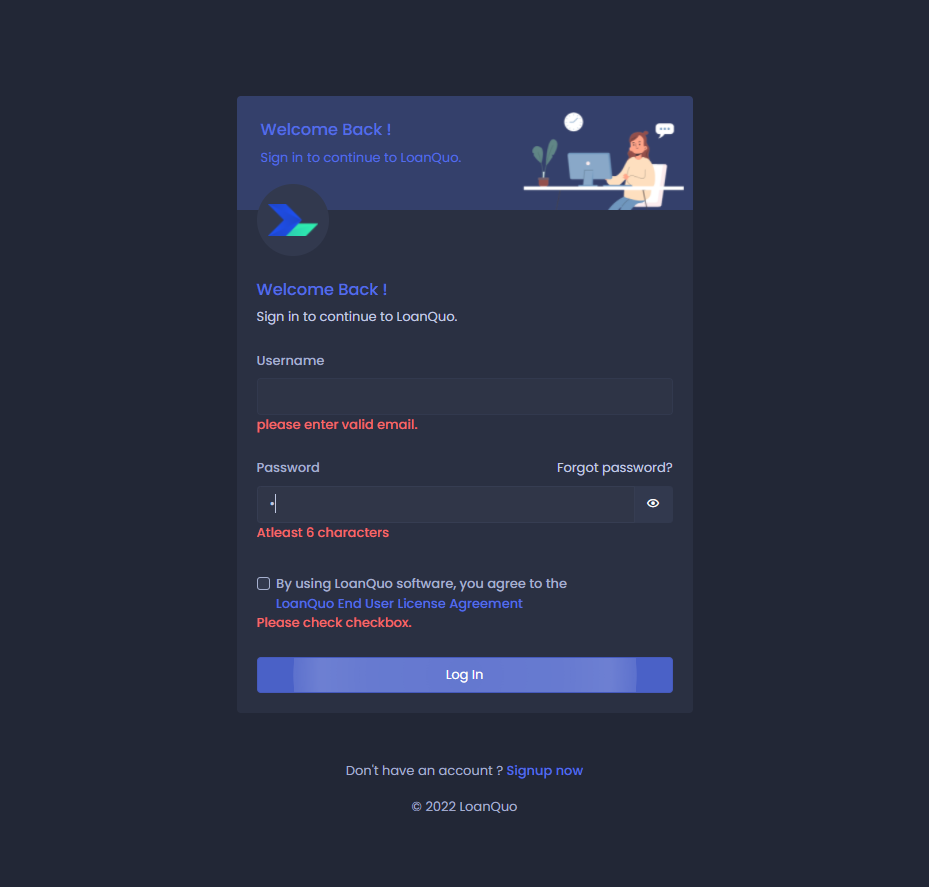 Welcome Back !
Sign in to continue to LoanQuo.
Welcome Back !
Sign in to continue to LoanQuo.
Username
please enter valid email.
Password
Forgot password?
Atleast 6 characters
By using LoanQuo software, you agree to the
LoanQuo End User License Agreement
Please check checkbox.
Log In
Don't have an account ? Signup now
© 2022 LoanQuo